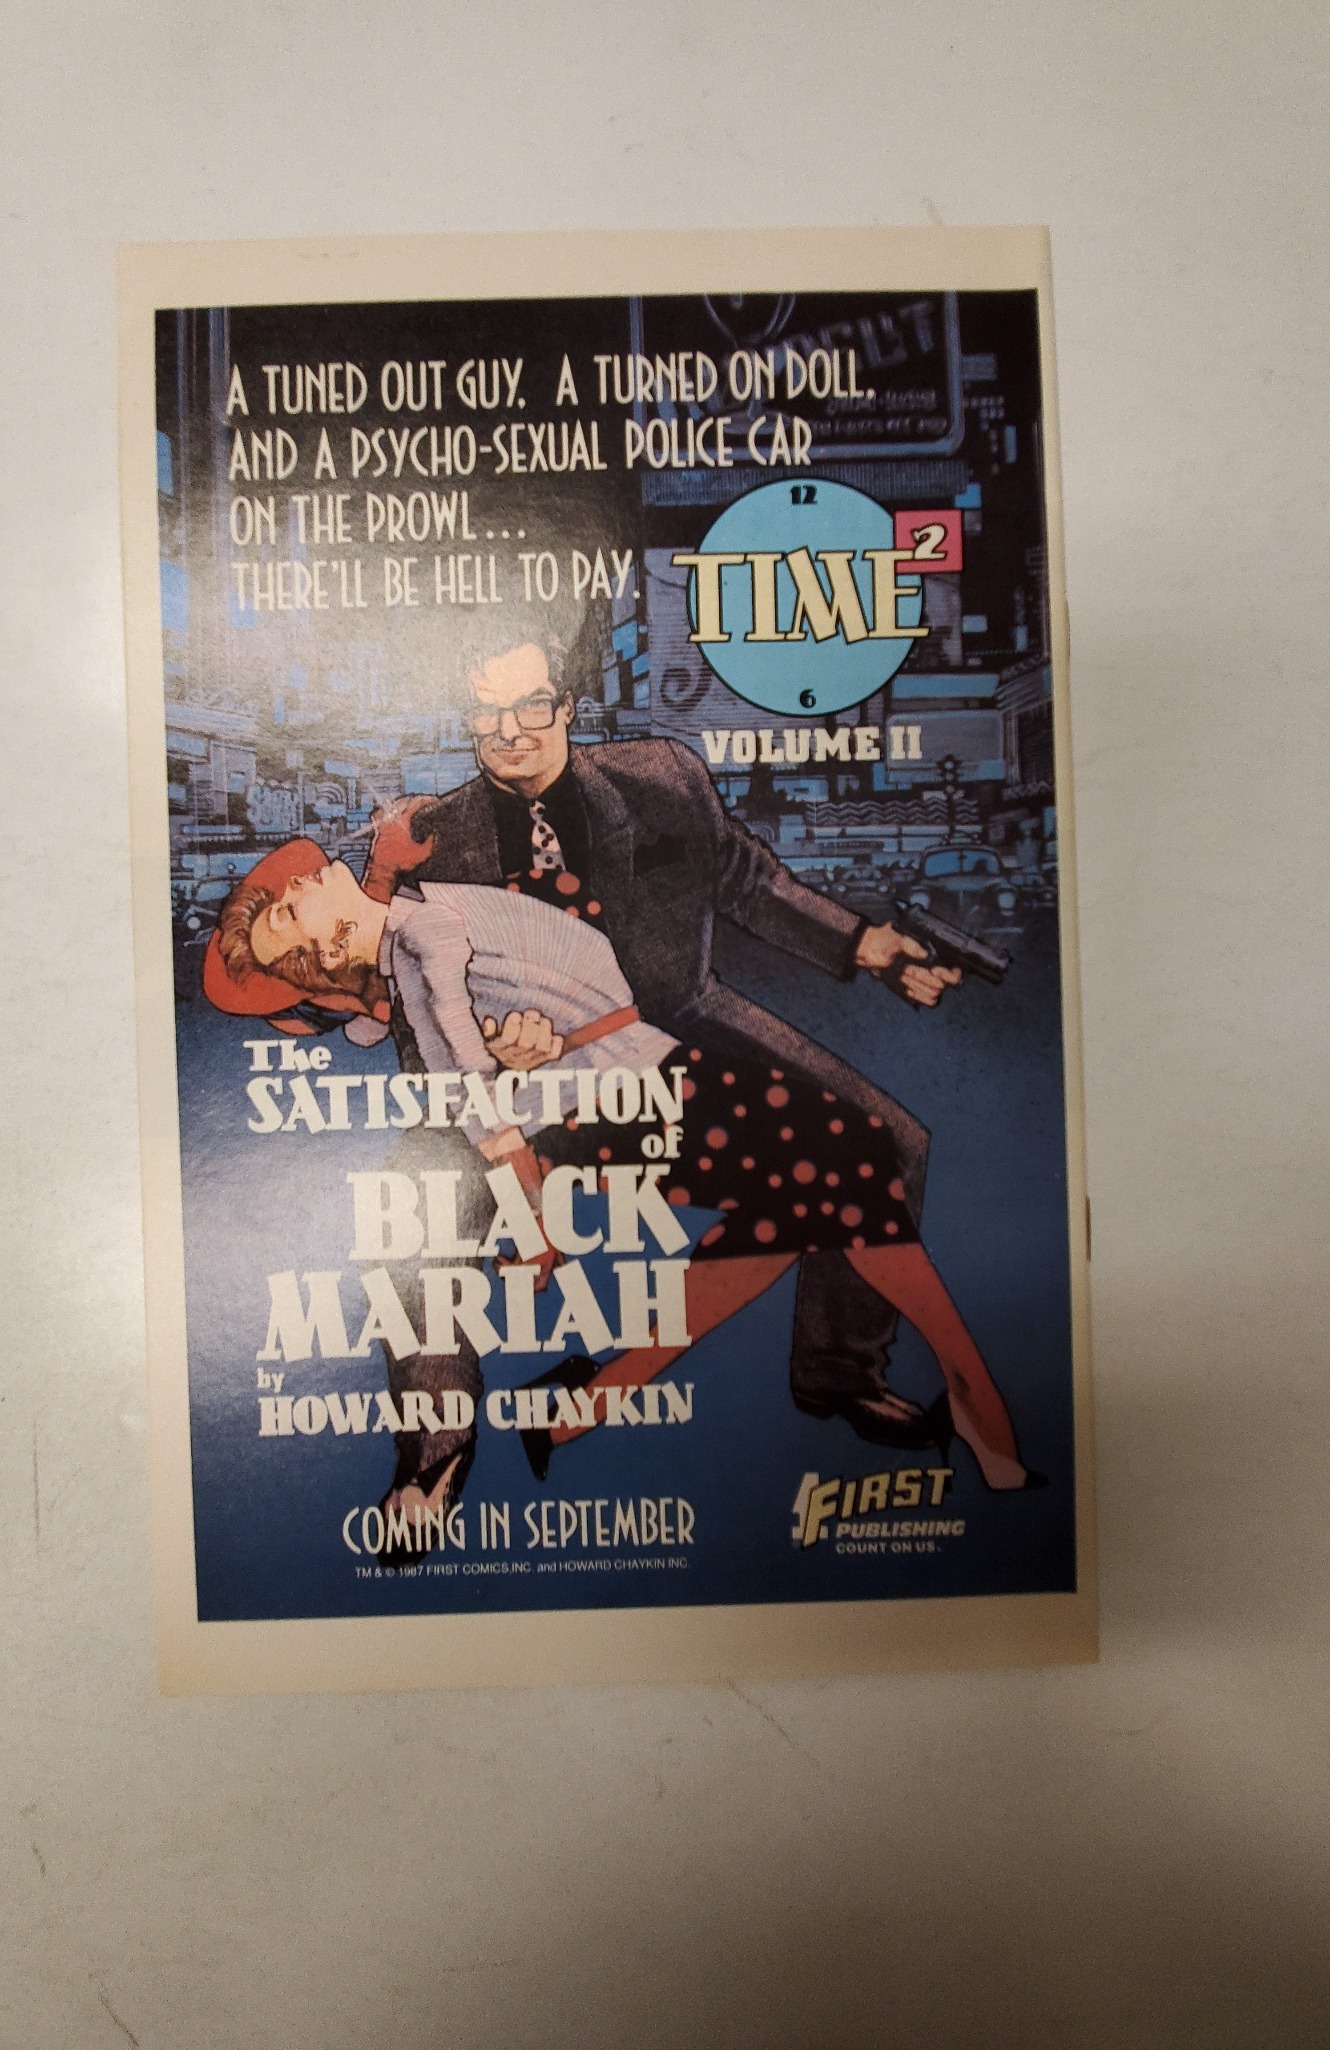 A TUNED OUT GUY. A TURNED ON DOLL.
AND A PSYCHO-SEXUAL POLICE CAR
ON THE PROWL...
THERE'LL BE HELL TO PAY.
12
TIME2
6
VOLUME II
The
SATISFACTION
of
BLACK
MARIAH
by
HOWARD CHAYKIN
COMING IN SEPTEMBER
TM & © 1987 FIRST COMICS,INC. and HOWARD CHAYKIN INC.
FIRST
PUBLISHING
COUNT ON US.